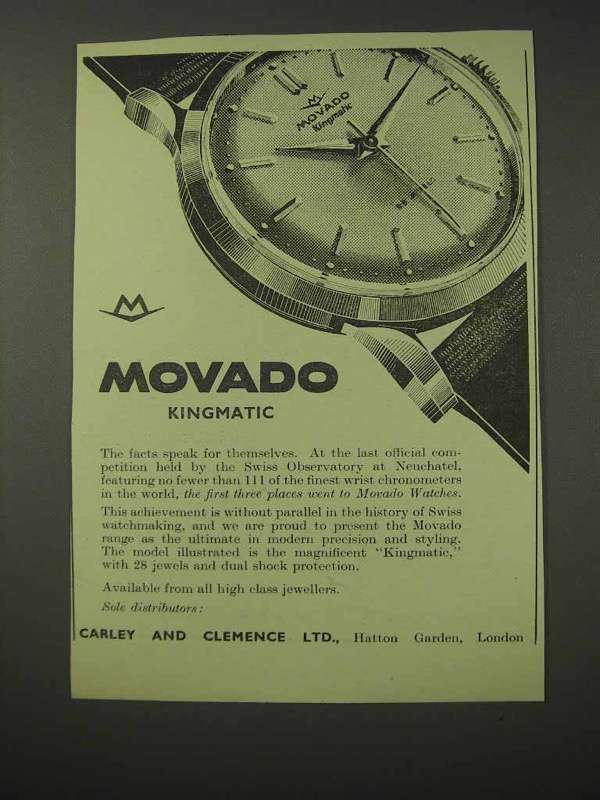 MOVADO
Kingmatic
M
MOVADO
KINGMATIC
The facts speak for themselves. At the last official com-
petition held by the Swiss Observatory at Neuchatel,
featuring no fewer than 111 of the finest wrist chronometers
in the world, the first three places went to Movado Watches.
This achievement is without parallel in the history of Swiss
watchmaking, and we are proud to present the Movado
range as the ultimate in modern precision and styling.
The model illustrated is the magnificent "Kingmatic,"
with 28 jewels and dual shock protection.
Available from all high class jewellers.
Sole distributors:
CARLEY AND CLEMENCE LTD., Hatton Garden, London